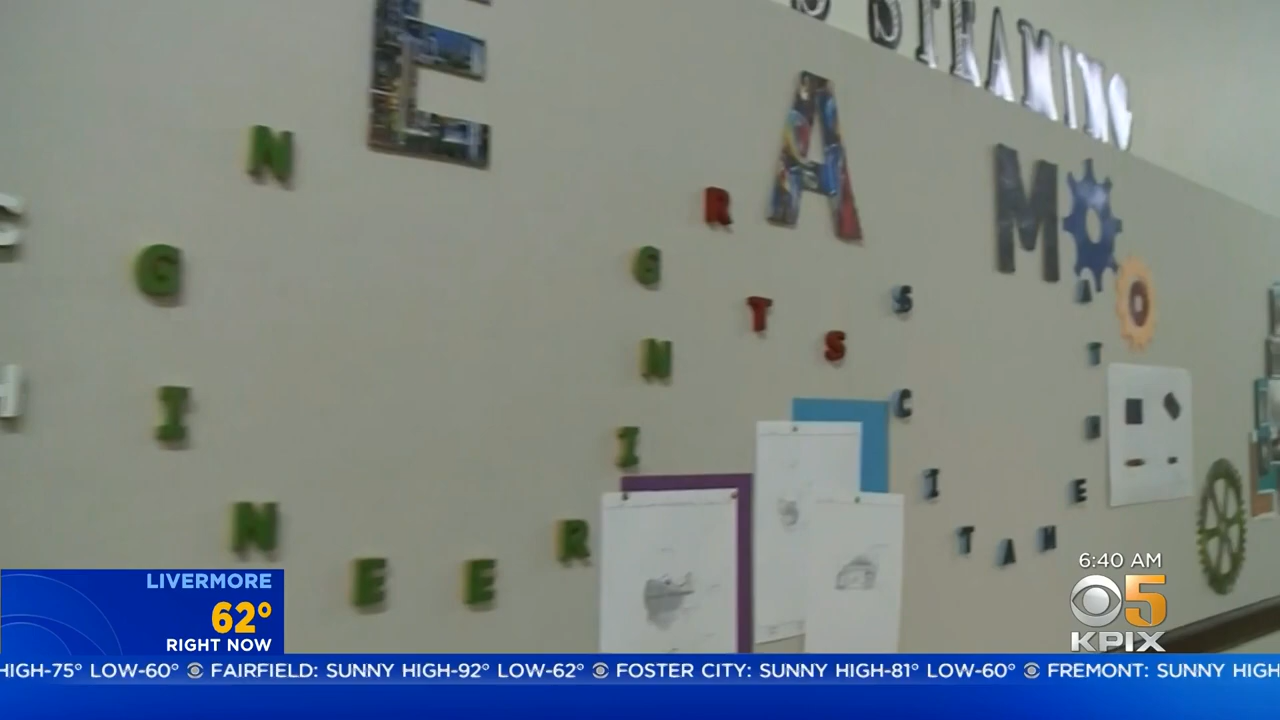 STEAMING
E
A
M
N
G
I
N
E
E
R
I
N
G
R
T
S
A
T
H
E
M
A
T
I
C
S
LIVERMORE
62°
RIGHT NOW
6:40 AM
5
KPIX
HIGH-75° LOW-60° FAIRFIELD: SUNNY HIGH-92° LOW-62° FOSTER CITY: SUNNY HIGH-81° LOW-60° FREMONT: SUNNY HIGH